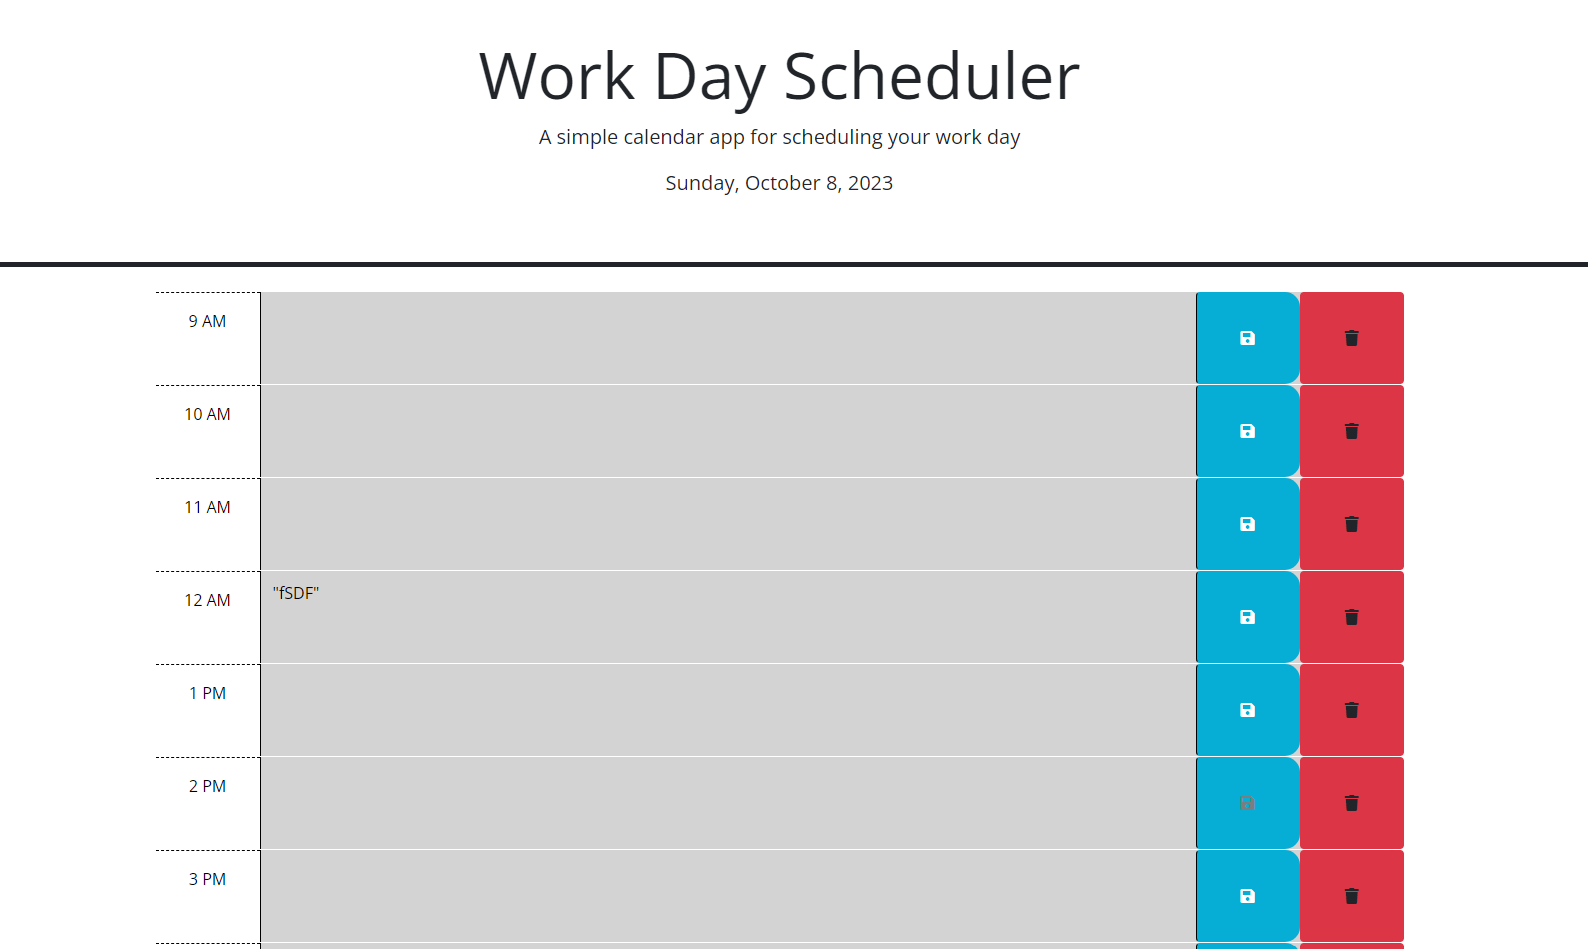 Work Day Scheduler
A simple calendar app for scheduling your work day
Sunday, October 8, 2023
9 AM
10 AM
11 AM
12 AM
"fSDF"
1 PM
2 PM
3 PM